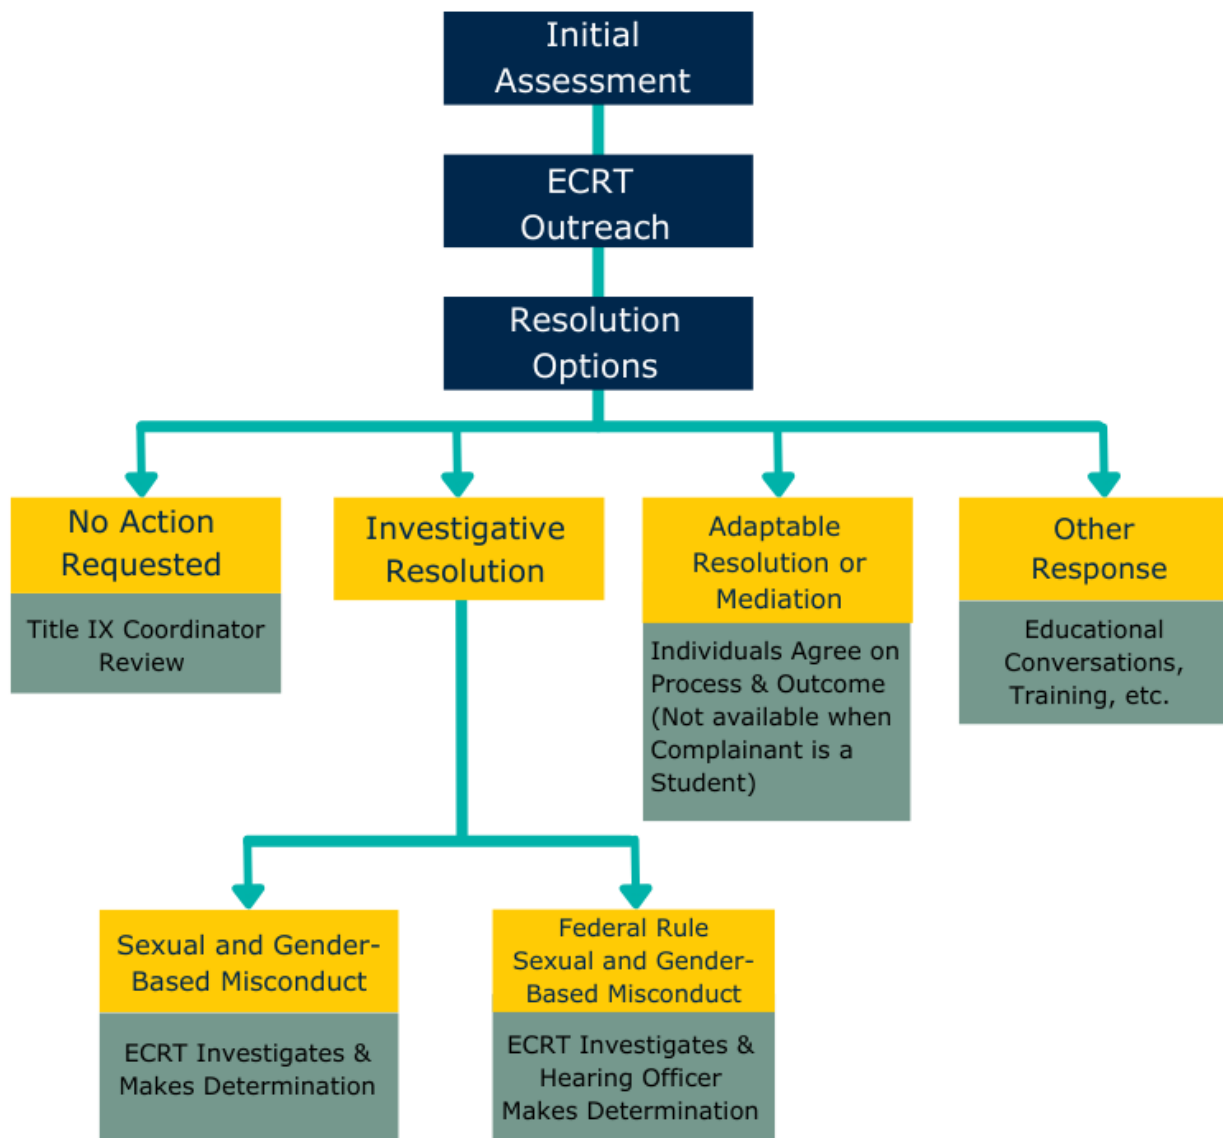 Initial
Assessment
ECRT
Outreach
Resolution
Options
No Action
Requested
Title IX Coordinator
Review
Investigative
Resolution
Adaptable
Resolution or
Mediation
Individuals Agree on
Process & Outcome
(Not available when
Complainant is a
Student)
Other
Response
Educational
Conversations,
Training, etc.
Sexual and Gender-
Based Misconduct
ECRT Investigates &
Makes Determination
Federal Rule
Sexual and Gender-
Based Misconduct
ECRT Investigates &
Hearing Officer
Makes Determination